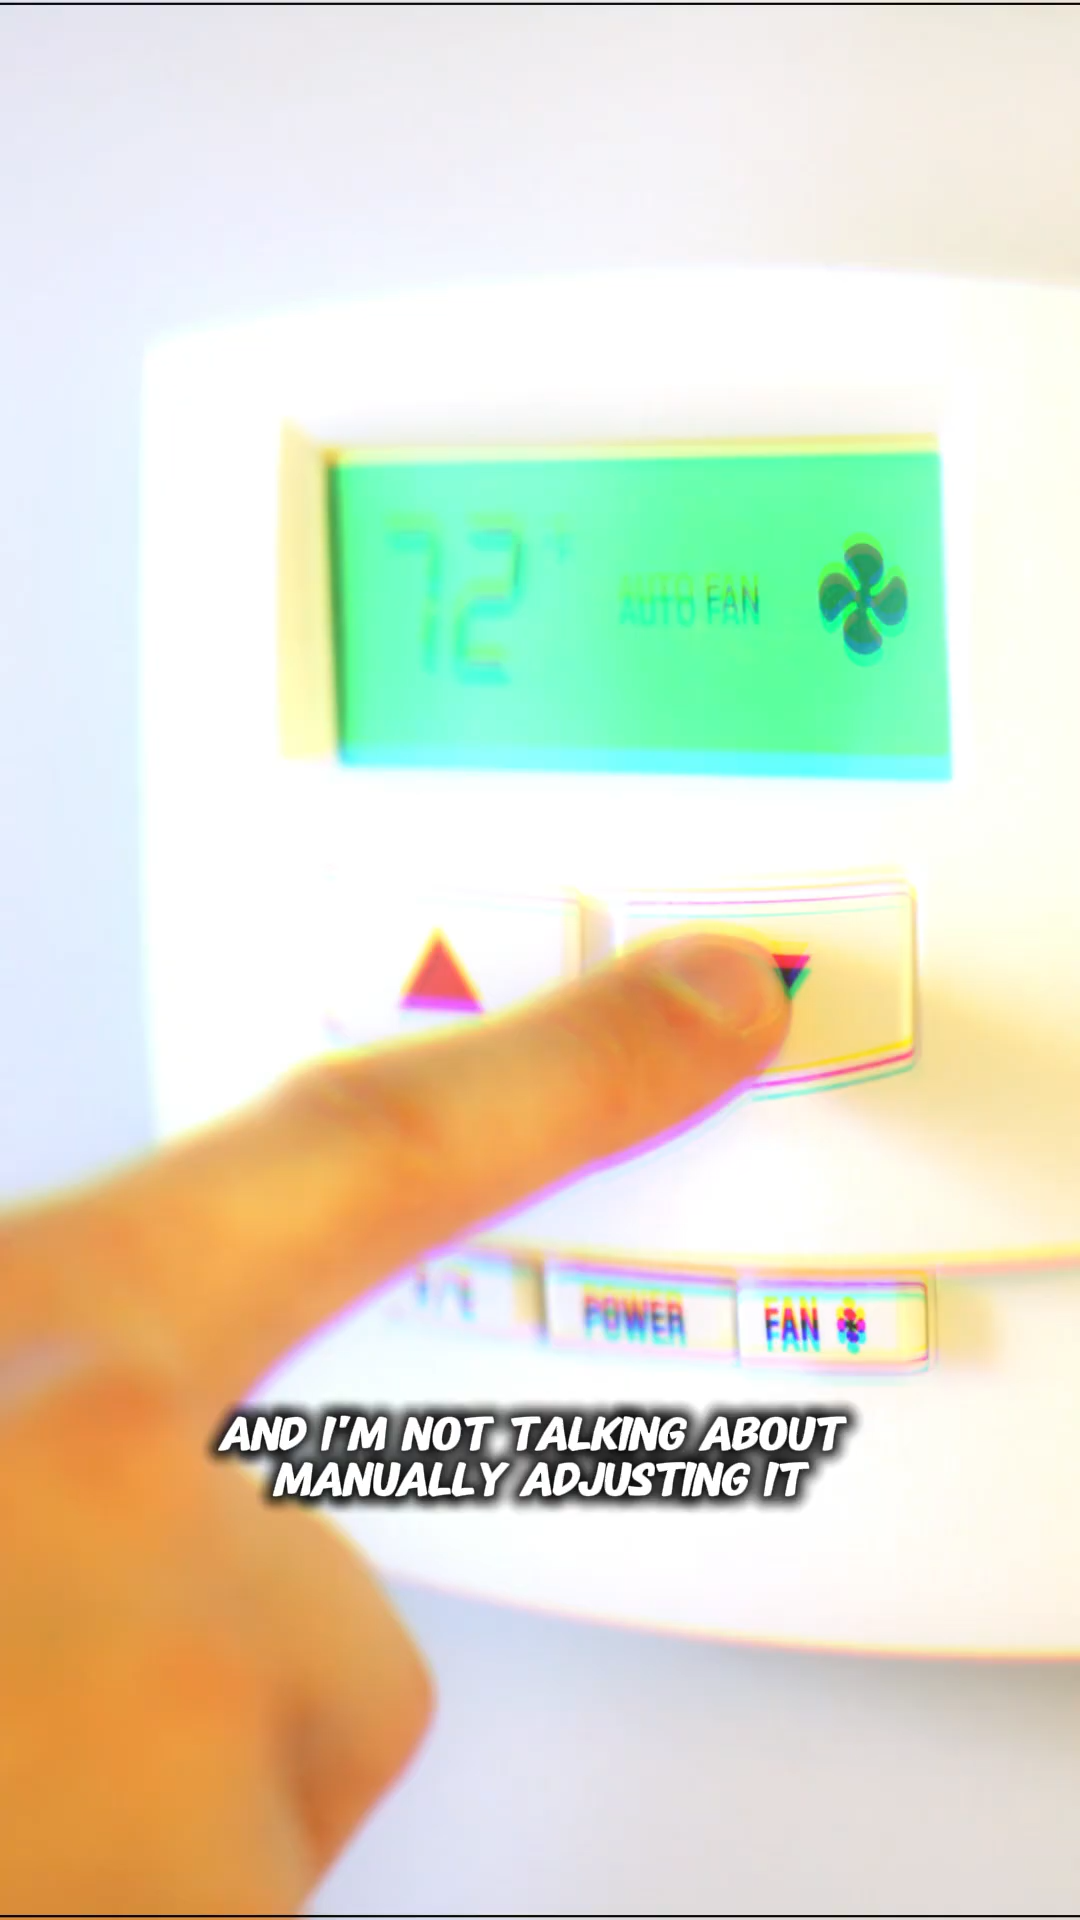 72°F
AUTO FAN
POWER
FAN
AND I'M NOT TALKING ABOUT
MANUALLY ADJUSTING IT